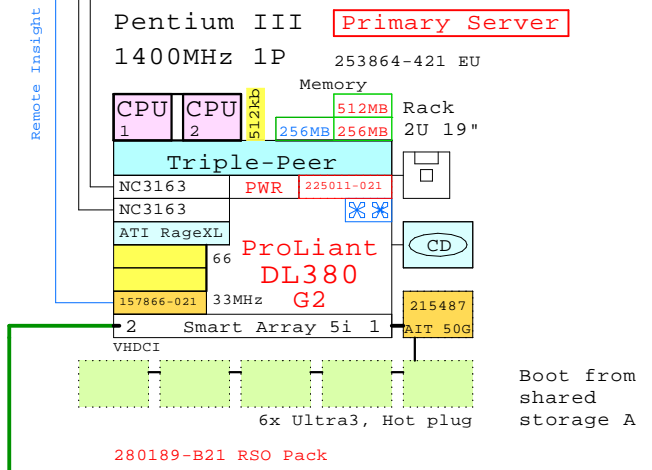 Pentium III
Primary Server
1400MHz 1P
253864-421 EU
Remote Insight
Memory
CPU
1
CPU
2
512kb
512MB
256MB
256MB
Rack
2U 19"
Triple-Peer
NC3163
PWR
225011-021
NC3163
ATI RageXL
66
ProLiant
DL380
G2
CD
157866-021
33MHz
215487
AIT 50G
2
Smart Array 5i
1
VHDCI
6x Ultra3, Hot plug
Boot from
shared
storage A
280189-B21 RSO Pack